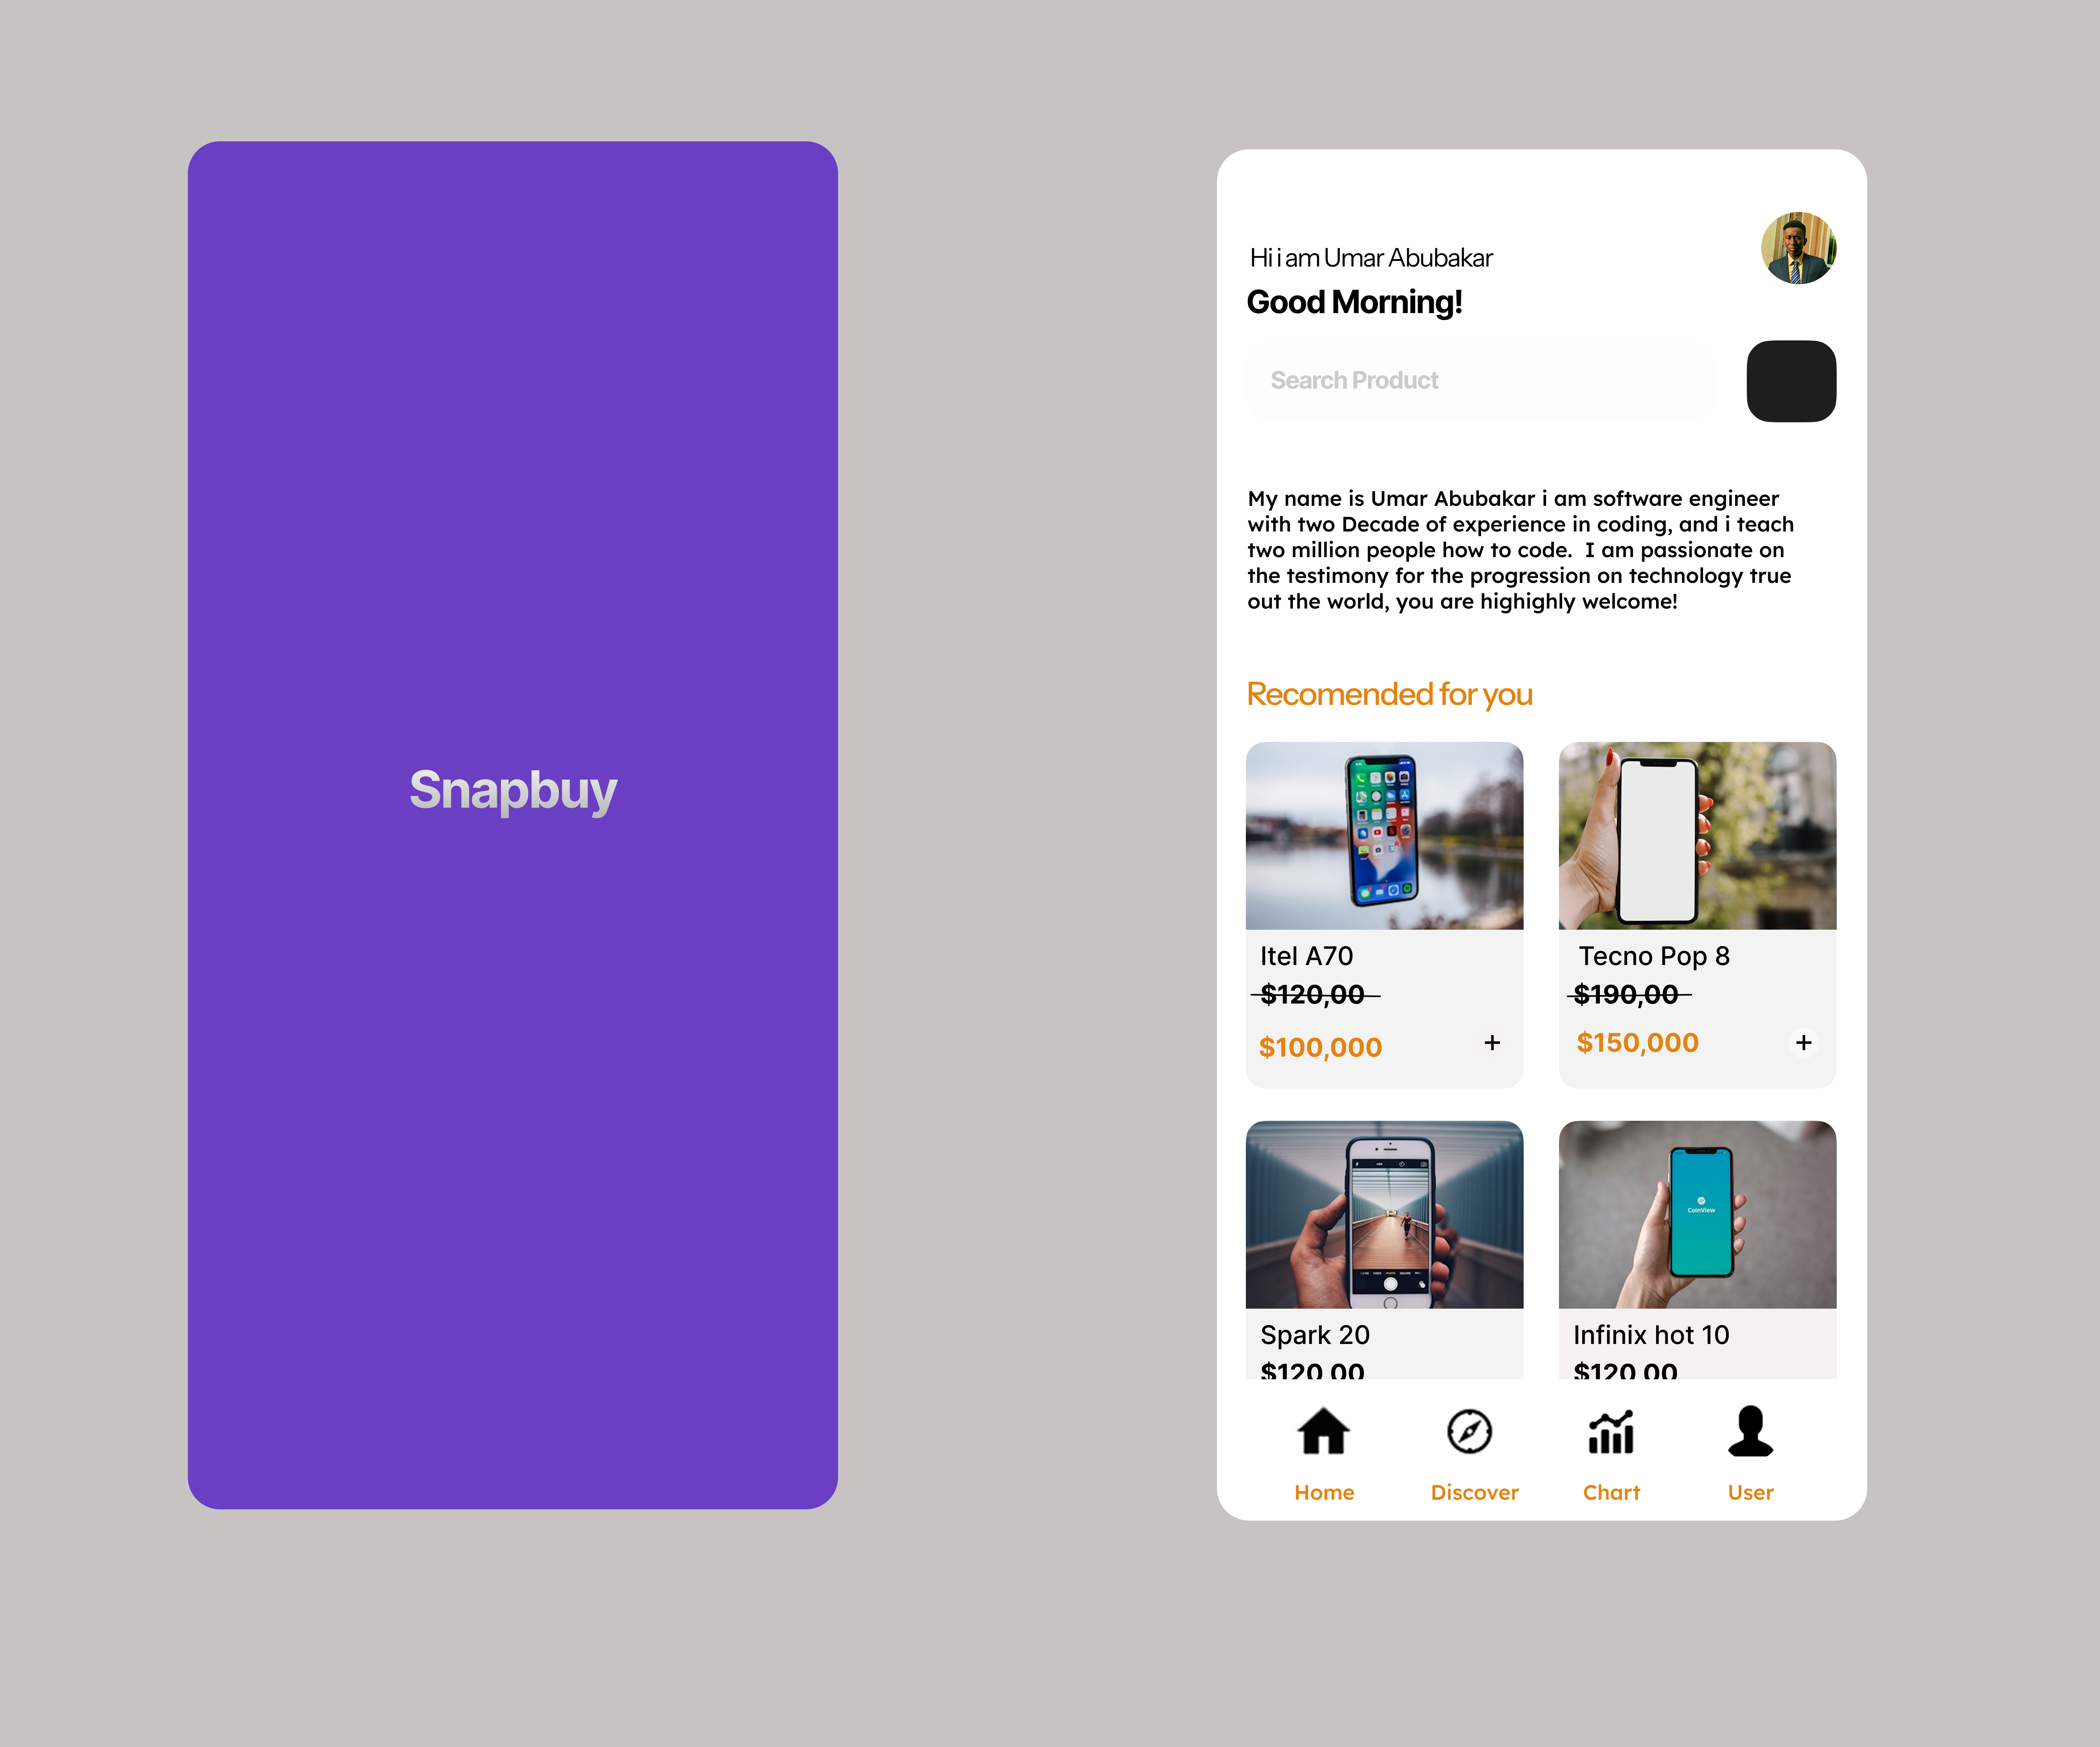 Snapbuy
Hi i am Umar Abubakar
Good Morning!
Search Product
My name is Umar Abubakar i am software engineer
with two Decade of experience in coding, and i teach
two million people how to code.  I am passionate on
the testimony for the progression on technology true
out the world, you are highighly welcome!
Recomended for you
Itel A70
$120,00
$100,000
+
Tecno Pop 8
$190,00
$150,000
+
CoinView
Spark 20
$120,00
Infinix hot 10
$120,00
Home
Discover
Chart
User